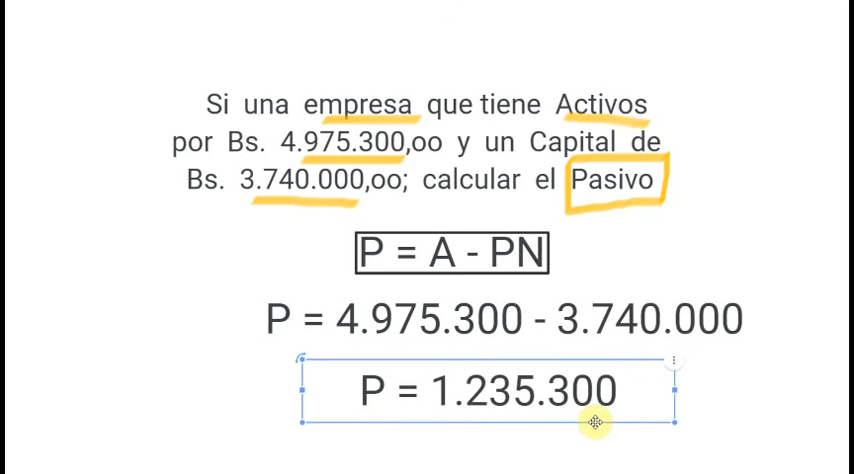 Si una empresa que tiene Activos
por Bs. 4.975.300,oo y un Capital de
Bs. 3.740.000,oo; calcular el Pasivo
P = A - PN
P = 4.975.300 - 3.740.000
P = 1.235.300